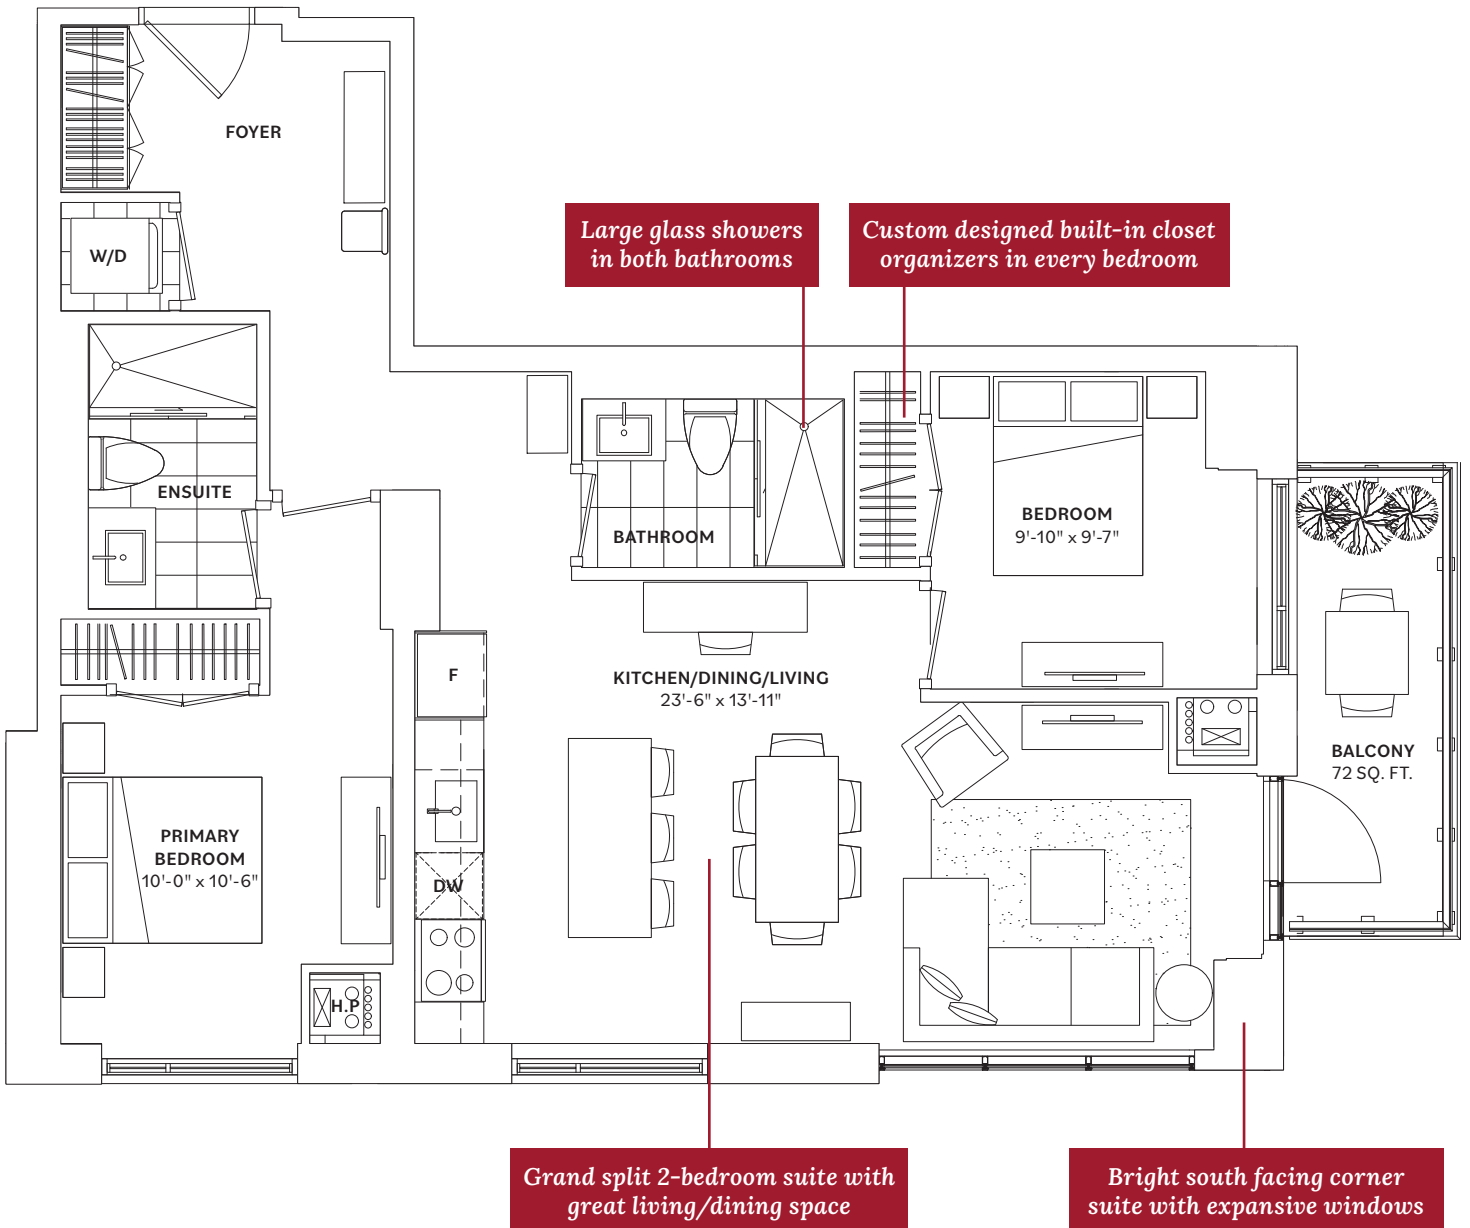 FOYER
W/D
Large glass showers
in both bathrooms
Custom designed built-in closet
organizers in every bedroom
ENSUITE
BATHROOM
BEDROOM
9'-10" x 9'-7"
F
KITCHEN/DINING/LIVING
23'-6" x 13'-11"
BALCONY
72 SQ. FT.
PRIMARY
BEDROOM
10'-0" x 10'-6"
DW
H.P
Grand split 2-bedroom suite with
great living/dining space
Bright south facing corner
suite with expansive windows